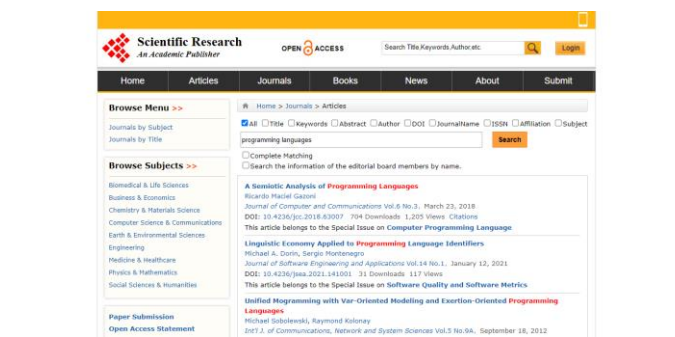 Scientific Research
An Academic Publisher
OPEN ACCESS
Search Title,Keywords,Author,etc.
Login
Home Articles Journals Books News About Submit
Browse Menu >>
Journals by Subject
Journals by Title
Browse Subjects >>
Biomedical & Life Sciences
Business & Economics
Chemistry & Materials Science
Computer Science & Communications
Earth & Environmental Sciences
Engineering
Medicine & Healthcare
Physics & Mathematics
Social Sciences & Humanities
Paper Submission
Open Access Statement
Home > Journals > Articles
All Title Keywords Abstract Author DOI JournalName ISSN Affiliation Subject
programming languages
Search
Complete Matching
Search the information of the editorial board members by name.
A Semiotic Analysis of Programming Languages
Ricardo Maciel Gazoni
Journal of Computer and Communications Vol.6 No.3, March 23, 2018
DOI: 10.4236/jcc.2018.63007 704 Downloads 1,205 Views Citations
This article belongs to the Special Issue on Computer Programming Language
Linguistic Economy Applied to Programming Language Identifiers
Michael A. Dorin, Sergio Montenegro
Journal of Software Engineering and Applications Vol.14 No.1, January 12, 2021
DOI: 10.4236/jsea.2021.141001 31 Downloads 117 Views
This article belongs to the Special Issue on Software Quality and Software Metrics
Unified Mogramming with Var-Oriented Modeling and Exertion-Oriented Programming
Languages
Michael Sobolewski, Raymond Kolonay
Int'l J. of Communications, Network and System Sciences Vol.5 No.9A, September 18, 2012